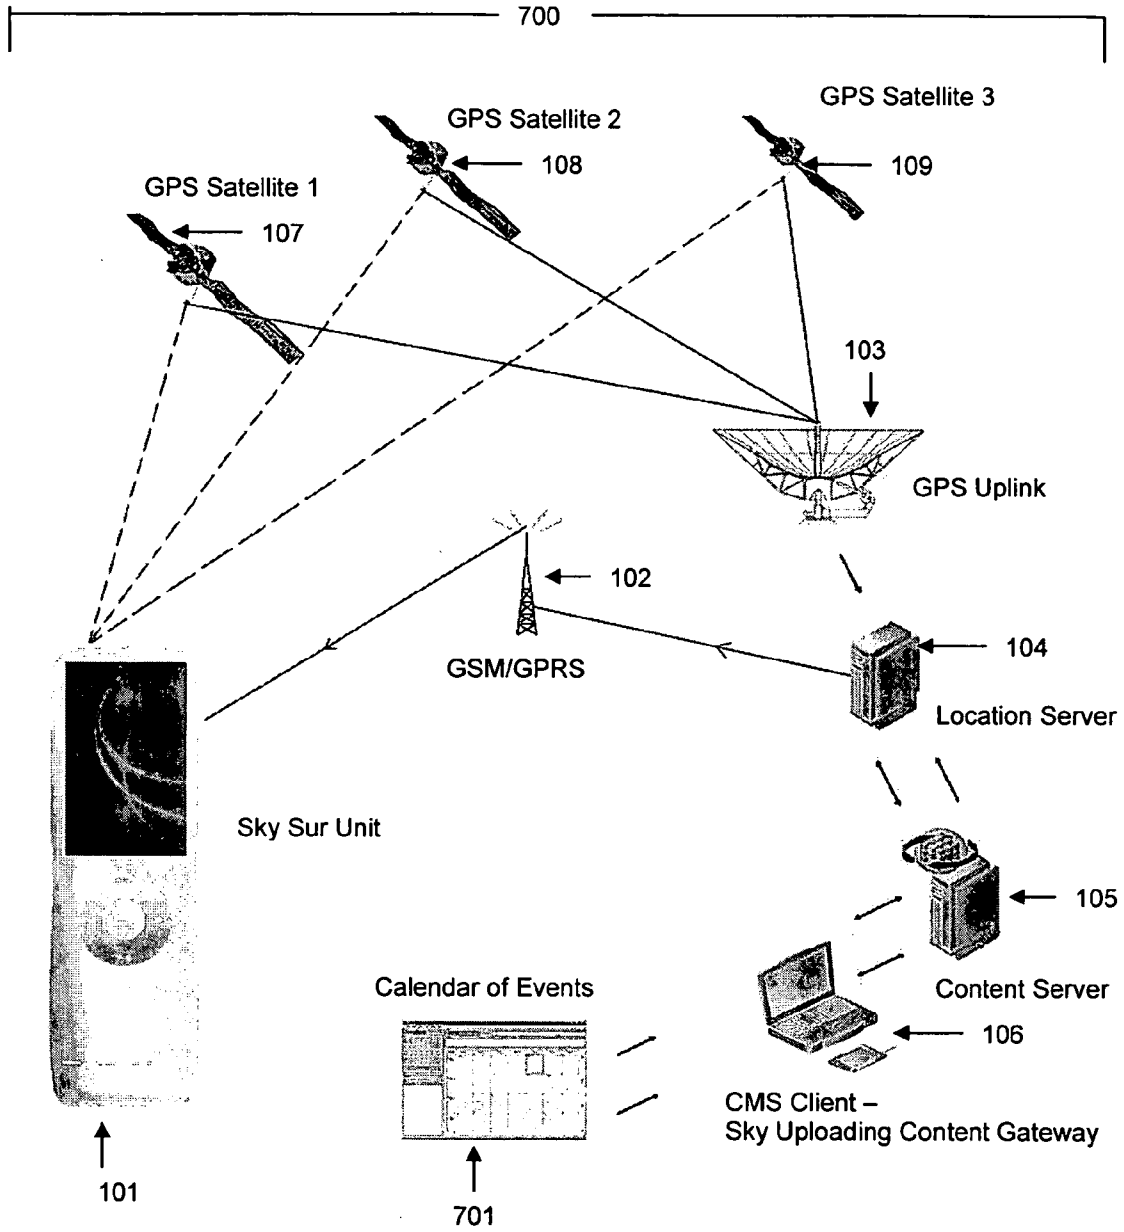 700
GPS Satellite 3
GPS Satellite 2
108
109
GPS Satellite 1
107
103
GPS Uplink
102
GSM/GPRS
104
Location Server
Sky Sur Unit
105
Content Server
Calendar of Events
106
CMS Client –
Sky Uploading Content Gateway
101
701